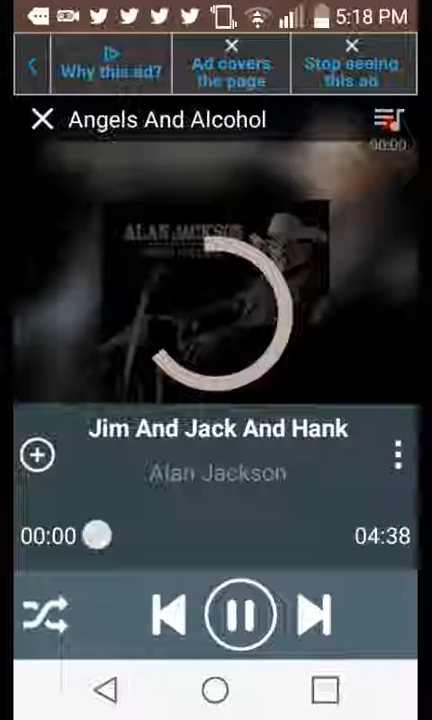 5:18 PM
Why this ad?
Ad covers
the page
Stop seeing
this ad
Angels And Alcohol
00:00
ALAN JACKSON
Jim And Jack And Hank
Alan Jackson
00:00
04:38